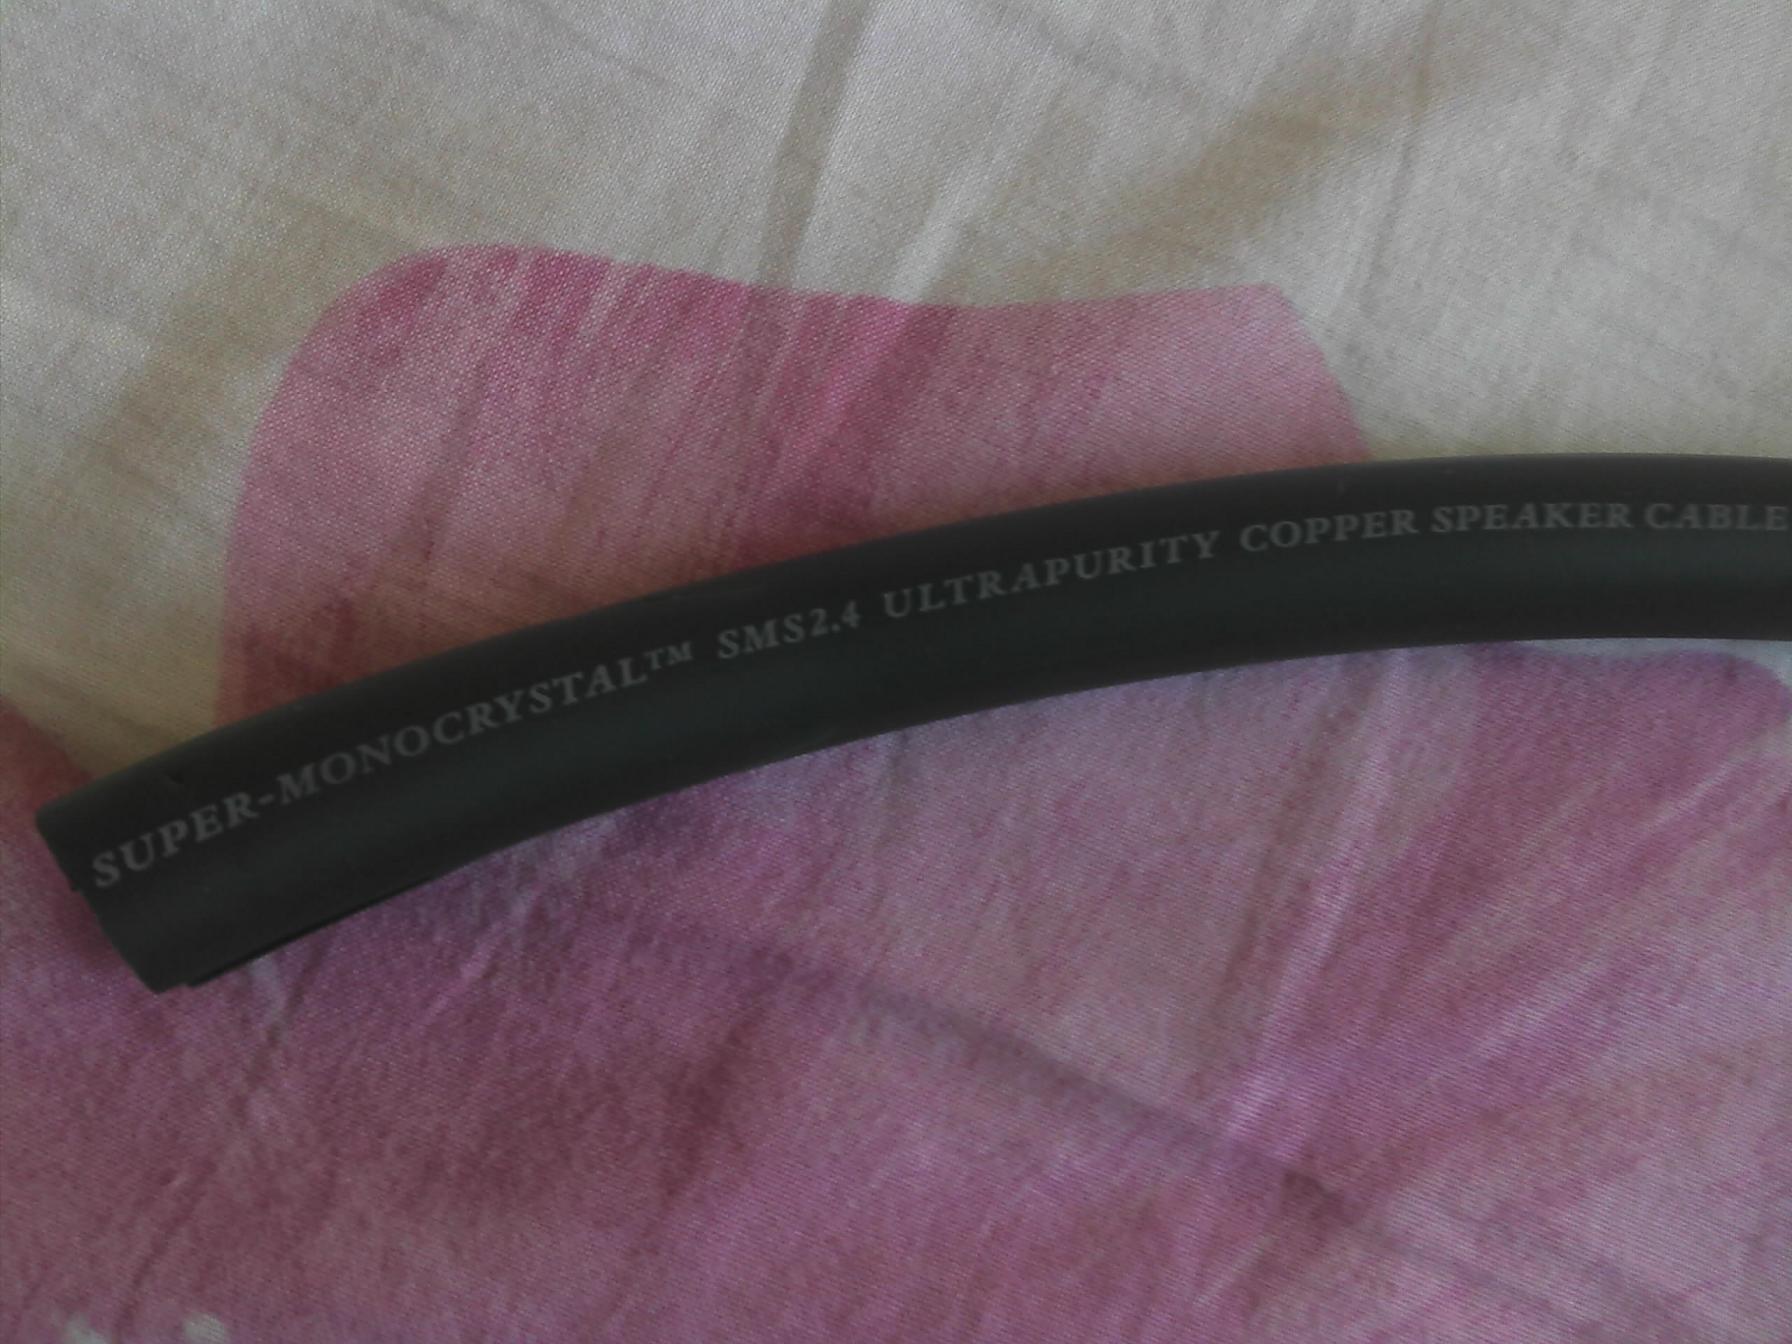 SUPER-MONOCRYSTAL™ SMS2.4 ULTRAPURITY COPPER SPEAKER CABLE